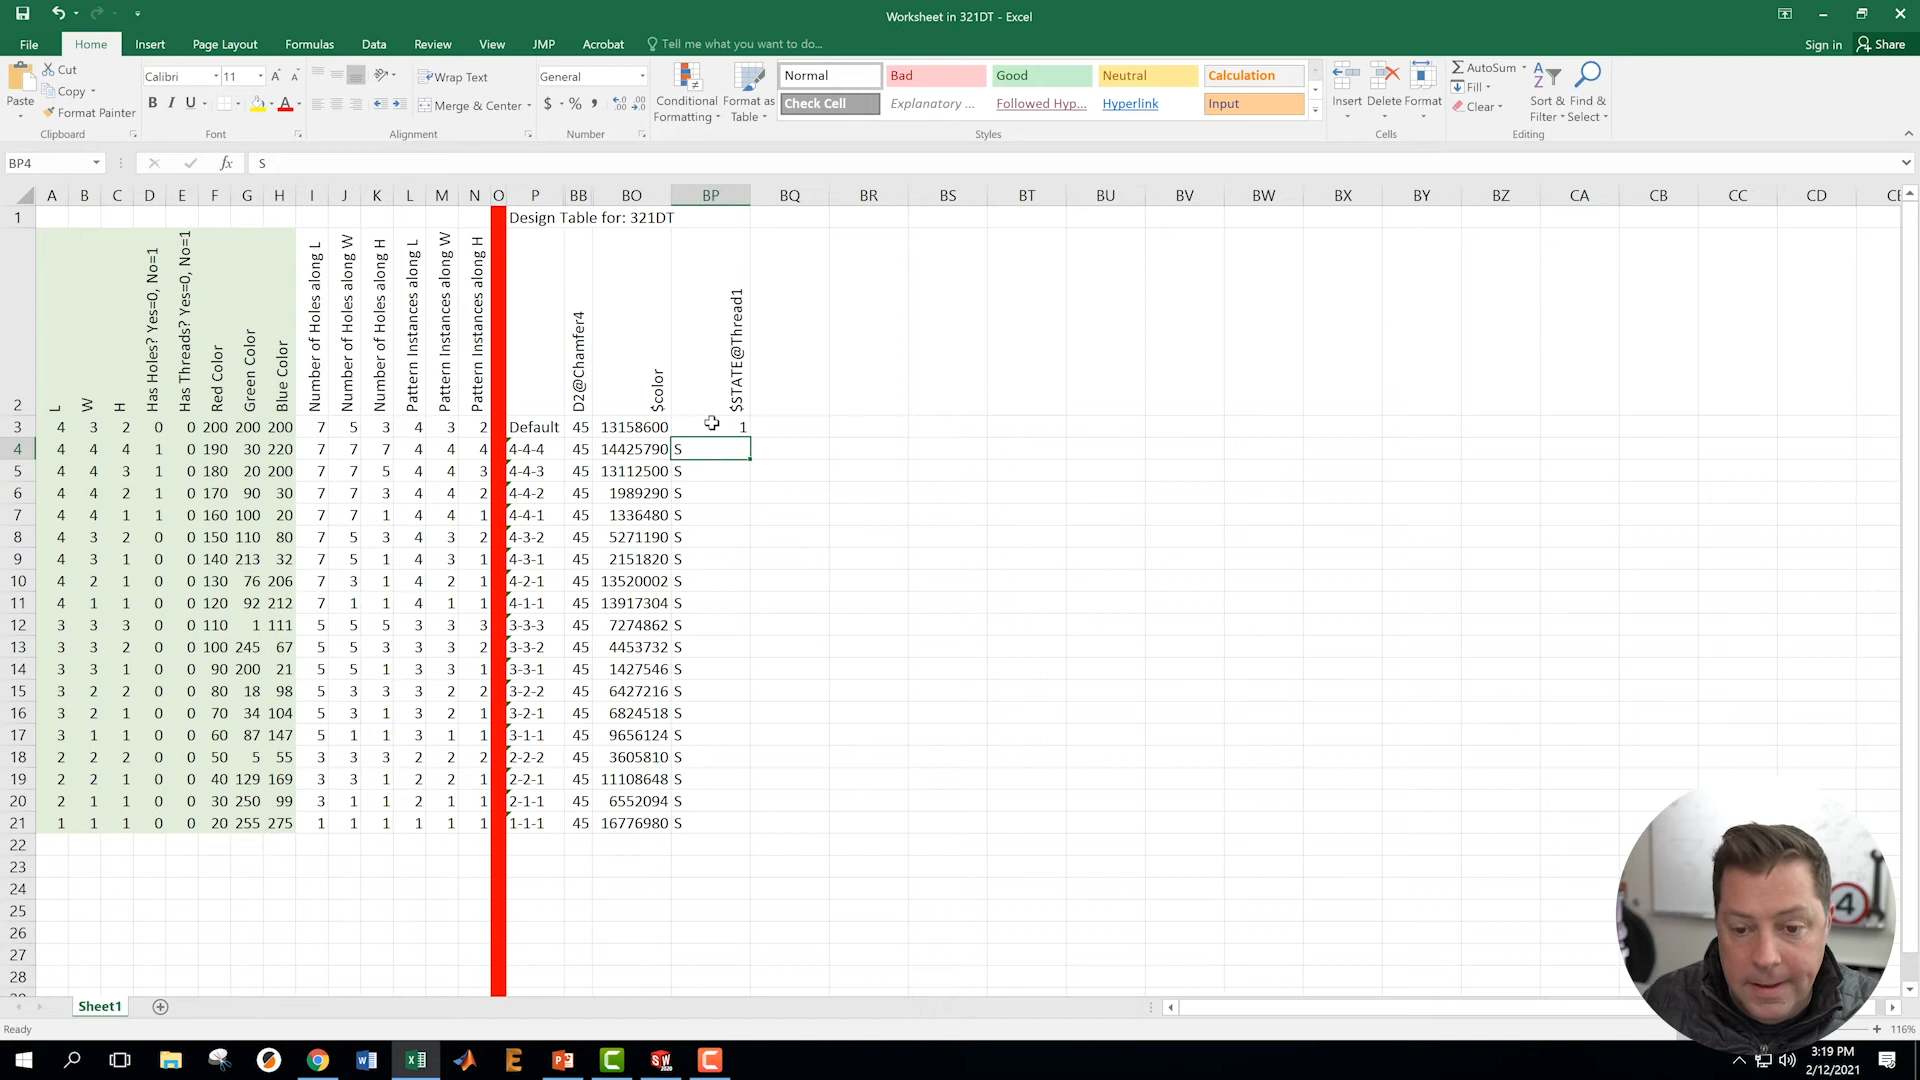 Worksheet in 321DT - Excel
File Home Insert Page Layout Formulas Data Review View JMP Acrobat Tell me what you want to do... Sign in Share
Cut
Copy
Format Painter
Paste
Clipboard
Calibri 11
B I U
Font
Wrap Text
Merge & Center
Alignment
General
$ % ,
Number
Conditional Formatting
Format as Table
Normal Bad Good Neutral Calculation
Check Cell Explanatory ... Followed Hyp... Hyperlink Input
Styles
Insert Delete Format
Cells
AutoSum
Fill
Clear
Sort & Filter
Find & Select
Editing
BP4 fx S
A B C D E F G H I J K L M N O P BB BO BP BQ BR BS BT BU BV BW BX BY BZ CA CB CC CD
1 Design Table for: 321DT
2 L W H Has Holes? Yes=0, No=1 Has Threads? Yes=0, No=1 Red Color Green Color Blue Color Number of Holes along L Number of Holes along W Number of Holes along H Pattern Instances along L Pattern Instances along W Pattern Instances along H D2@Chamfer4 $color $STATE@Thread1
3 4 3 2 0 0 200 200 200 7 5 3 4 3 2 Default 45 13158600 1
4 4 4 4 1 0 190 30 220 7 7 7 4 4 4 4-4-4 45 14425790 S
5 4 4 3 1 0 180 20 200 7 7 5 4 4 3 4-4-3 45 13112500 S
6 4 4 2 1 0 170 90 30 7 7 3 4 4 2 4-4-2 45 1989290 S
7 4 4 1 1 0 160 100 20 7 7 1 4 4 1 4-4-1 45 1336480 S
8 4 3 2 0 0 150 110 80 7 5 3 4 3 2 4-3-2 45 5271190 S
9 4 3 1 0 0 140 213 32 7 5 1 4 3 1 4-3-1 45 2151820 S
10 4 2 1 0 0 130 76 206 7 3 1 4 2 1 4-2-1 45 13520002 S
11 4 1 1 0 0 120 92 212 7 1 1 4 1 1 4-1-1 45 13917304 S
12 3 3 3 0 0 110 1 111 5 5 5 3 3 3 3-3-3 45 7274862 S
13 3 3 2 0 0 100 245 67 5 5 3 3 3 2 3-3-2 45 4453732 S
14 3 3 1 0 0 90 200 21 5 5 1 3 3 1 3-3-1 45 1427546 S
15 3 2 2 0 0 80 18 98 5 3 3 3 2 2 3-2-2 45 6427216 S
16 3 2 1 0 0 70 34 104 5 3 1 3 2 1 3-2-1 45 6824518 S
17 3 1 1 0 0 60 87 147 5 1 1 3 1 1 3-1-1 45 9656124 S
18 2 2 2 0 0 50 5 55 3 3 3 2 2 2 2-2-2 45 3605810 S
19 2 2 1 0 0 40 129 169 3 3 1 2 2 1 2-2-1 45 11108648 S
20 2 1 1 0 0 30 250 99 3 1 1 2 1 1 2-1-1 45 6552094 S
21 1 1 1 0 0 20 255 275 1 1 1 1 1 1 1-1-1 45 16776980 S
22
23
24
25
26
27
28
Sheet1
Ready
116%
3:19 PM
2/12/2021